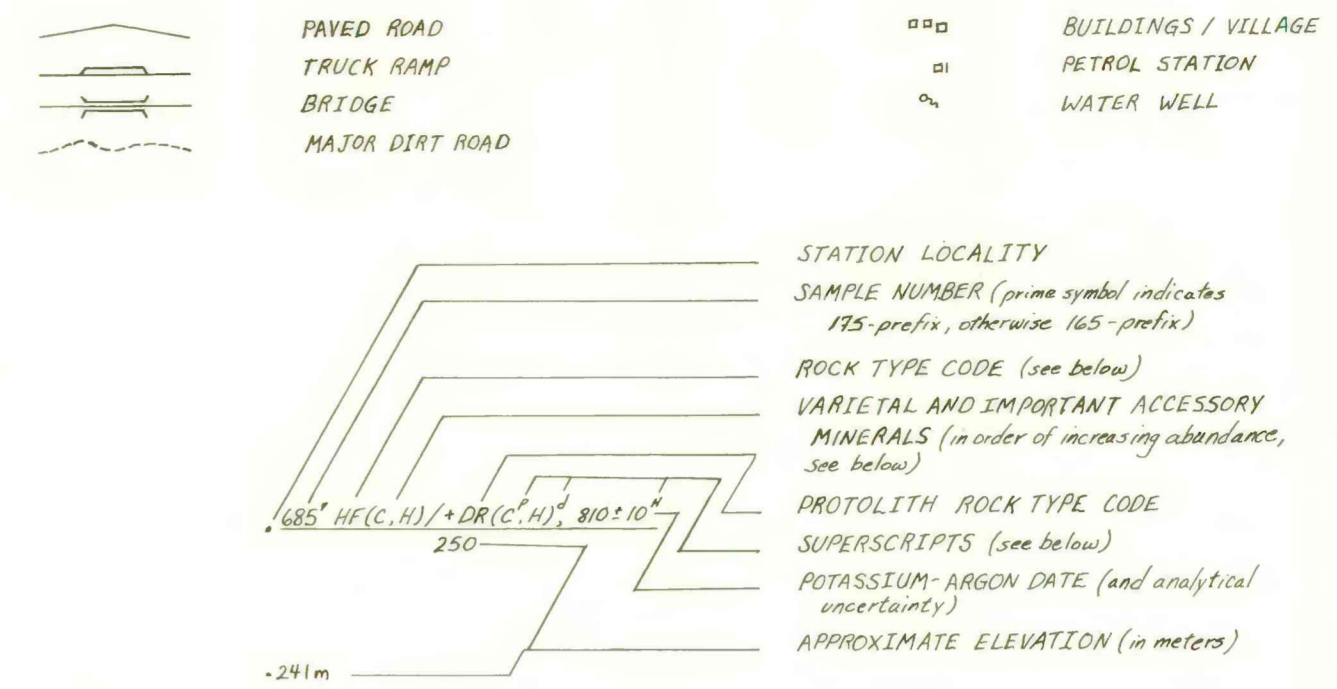 PAVED ROAD
TRUCK RAMP
BRIDGE
MAJOR DIRT ROAD
BUILDINGS / VILLAGE
PETROL STATION
WATER WELL
STATION LOCALITY
SAMPLE NUMBER (prime symbol indicates
175-prefix, otherwise 165-prefix)
ROCK TYPE CODE (see below)
VARIETAL AND IMPORTANT ACCESSORY
MINERALS (in order of increasing abundance,
see below)
PROTOLITH ROCK TYPE CODE
SUPERSCRIPTS (see below)
POTASSIUM-ARGON DATE (and analytical
uncertainty)
APPROXIMATE ELEVATION (in meters)
685' HF(C,H)/+DR(Cᴾ,H)ᵈ, 810±10ᴴ
250
.241m